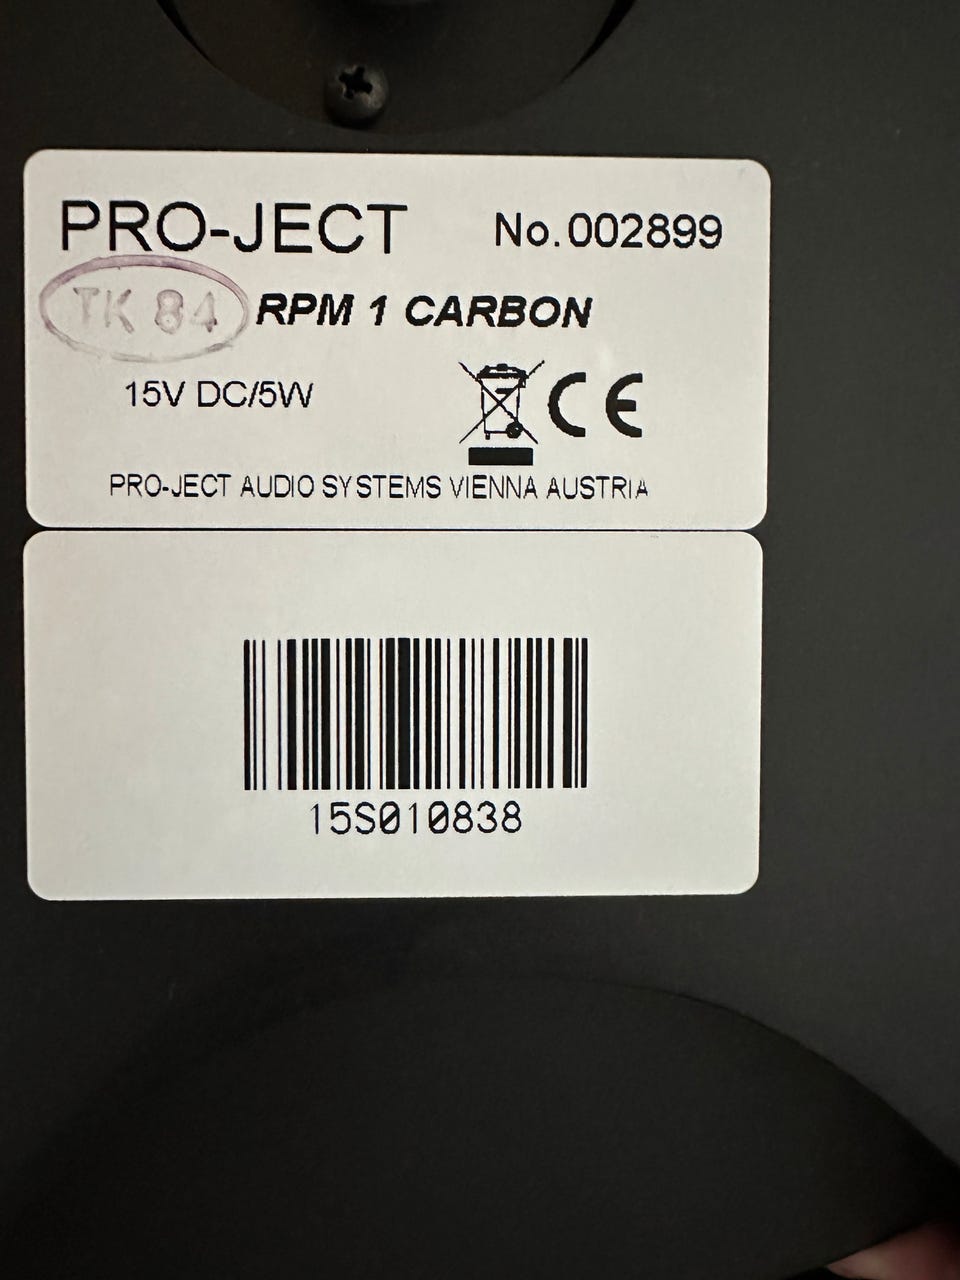 PRO-JECT No.002899
TK 84 RPM 1 CARBON
15V DC/5W CE
PRO-JECT AUDIO SYSTEMS VIENNA AUSTRIA
15S010838